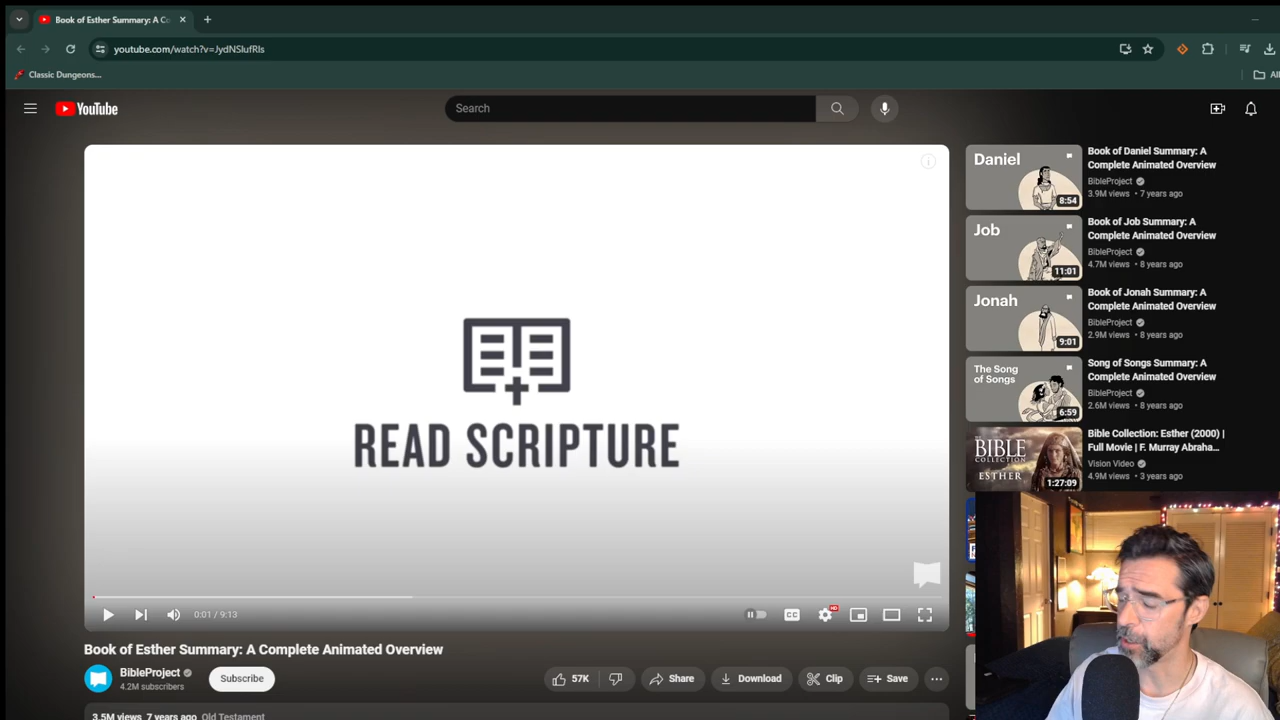 Book of Esther Summary: A Co
youtube.com/watch?v=JydNSlufRls
Classic Dungeons...
All
YouTube
Search
READ SCRIPTURE
0:01 / 9:13
CC
HD
Book of Esther Summary: A Complete Animated Overview
BibleProject
4.2M subscribers
Subscribe
57K
Share
Download
Clip
Save
3.5M views 7 years ago Old Testament
Daniel
8:54
Book of Daniel Summary: A
Complete Animated Overview
BibleProject
3.9M views • 7 years ago
Job
11:01
Book of Job Summary: A
Complete Animated Overview
BibleProject
4.7M views • 8 years ago
Jonah
9:01
Book of Jonah Summary: A
Complete Animated Overview
BibleProject
2.9M views • 8 years ago
The Song
of Songs
6:59
Song of Songs Summary: A
Complete Animated Overview
BibleProject
2.6M views • 8 years ago
THE
BIBLE
COLLECTION
ESTHER
1:27:09
Bible Collection: Esther (2000) |
Full Movie | F. Murray Abraha...
Vision Video
4.9M views • 3 years ago